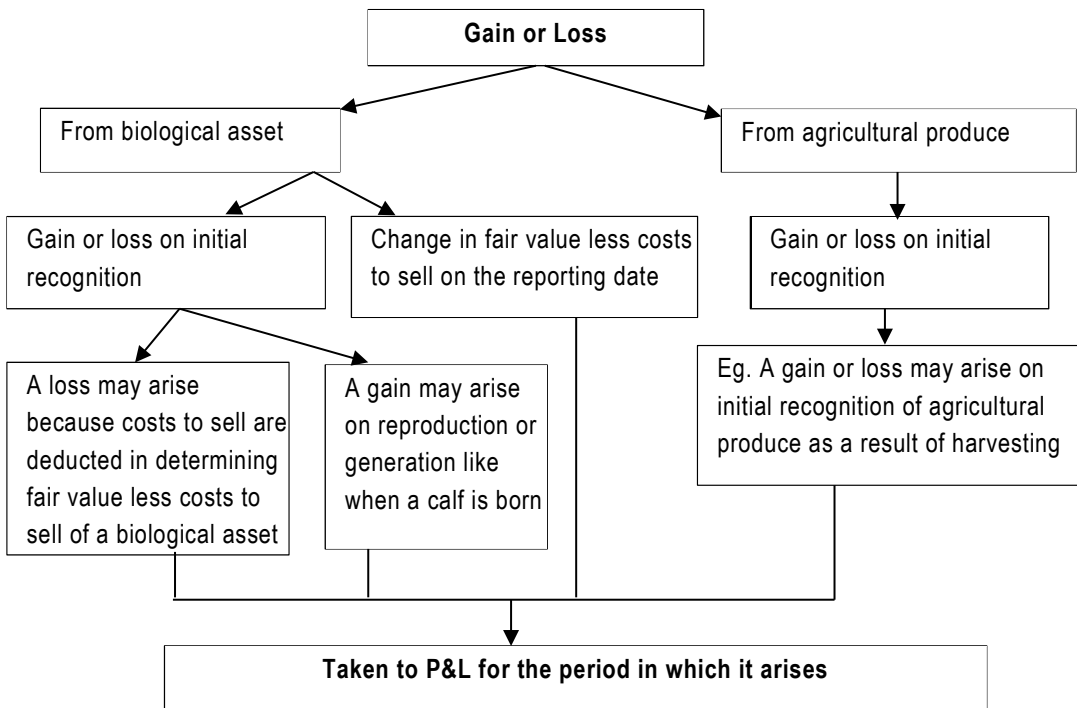 Gain or Loss
From biological asset
From agricultural produce
Gain or loss on initial
recognition
Change in fair value less costs
to sell on the reporting date
Gain or loss on initial
recognition
A loss may arise
because costs to sell are
deducted in determining
fair value less costs to
sell of a biological asset
A gain may arise
on reproduction or
generation like
when a calf is born
Eg. A gain or loss may arise on
initial recognition of agricultural
produce as a result of harvesting
Taken to P&L for the period in which it arises